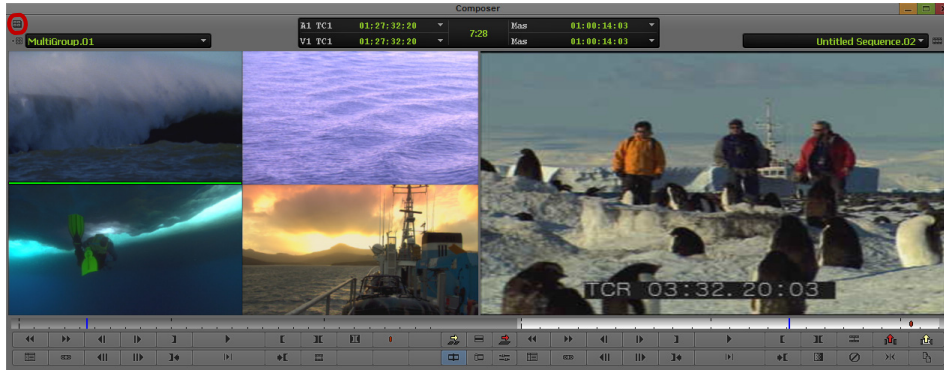 Composer
A1 TC1 01;27;32;20
V1 TC1 01;27;32;20
7:28
Mas 01:00:14:03
Mas 01:00:14:03
MultiGroup.01
Untitled Sequence.02
TCR 03:32.20:03